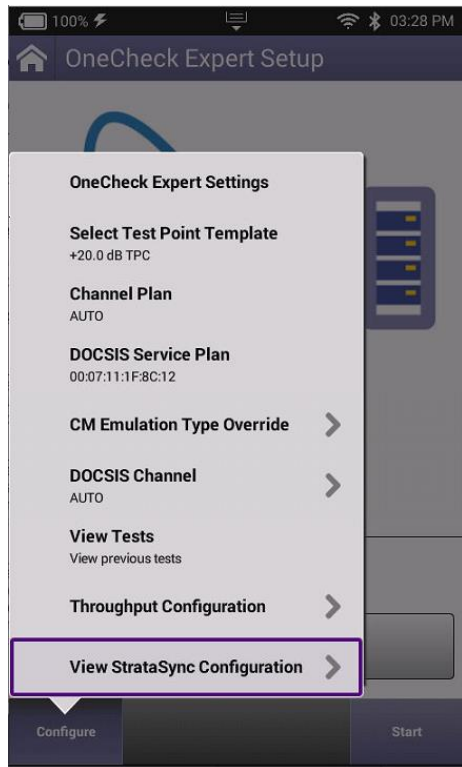 100% 03:28 PM
OneCheck Expert Setup
OneCheck Expert Settings
Select Test Point Template
+20.0 dB TPC
Channel Plan
AUTO
DOCSIS Service Plan
00:07:11:1F:8C:12
CM Emulation Type Override
DOCSIS Channel
AUTO
View Tests
View previous tests
Throughput Configuration
View StrataSync Configuration
Configure Start